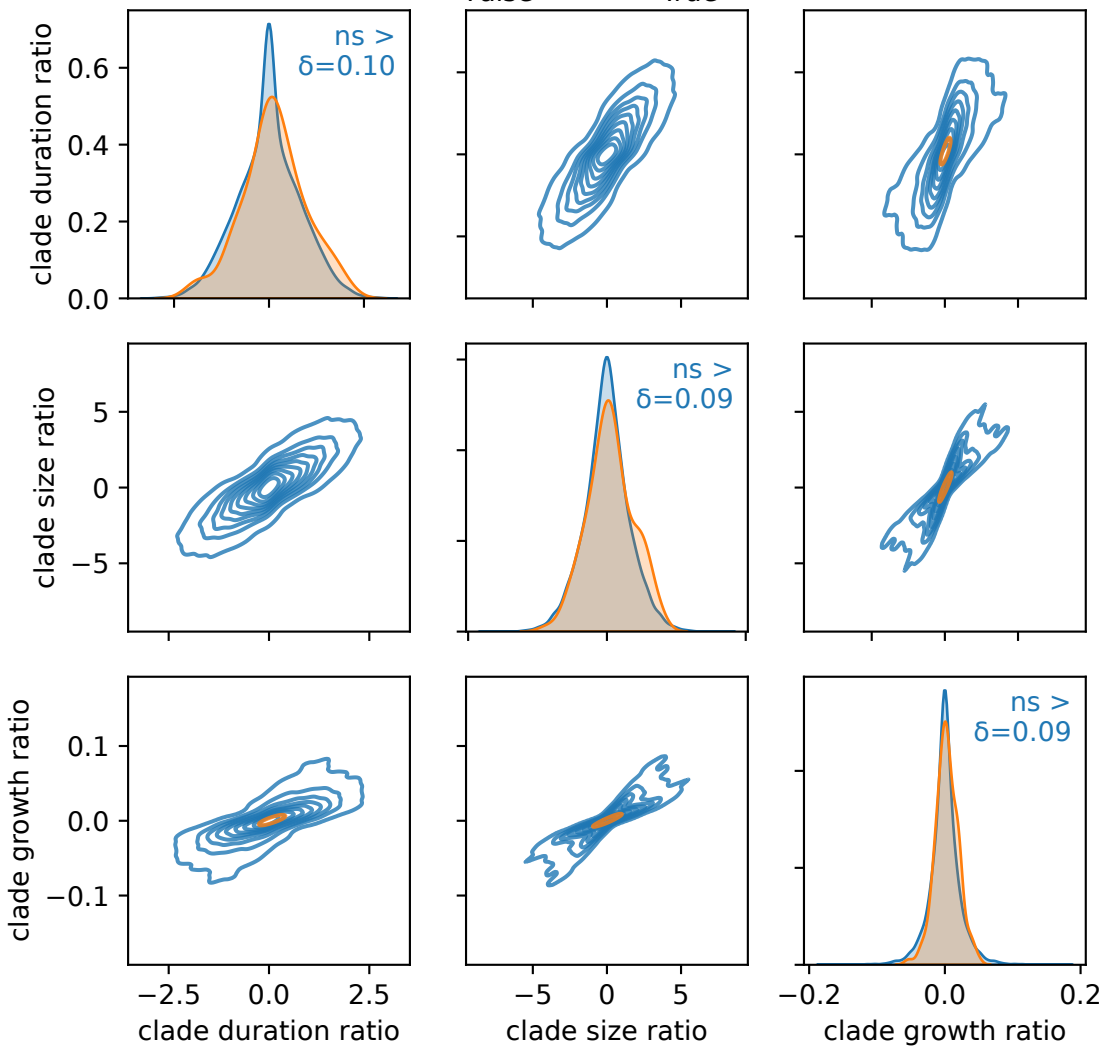 clade duration ratio
0.6
0.4
0.2
0.0
ns >
δ=0.10
clade size ratio
5
0
−5
ns >
δ=0.09
clade growth ratio
0.1
0.0
−0.1
ns >
δ=0.09
−2.5 0.0 2.5
−5 0 5
−0.2 0.0 0.2
clade duration ratio
clade size ratio
clade growth ratio